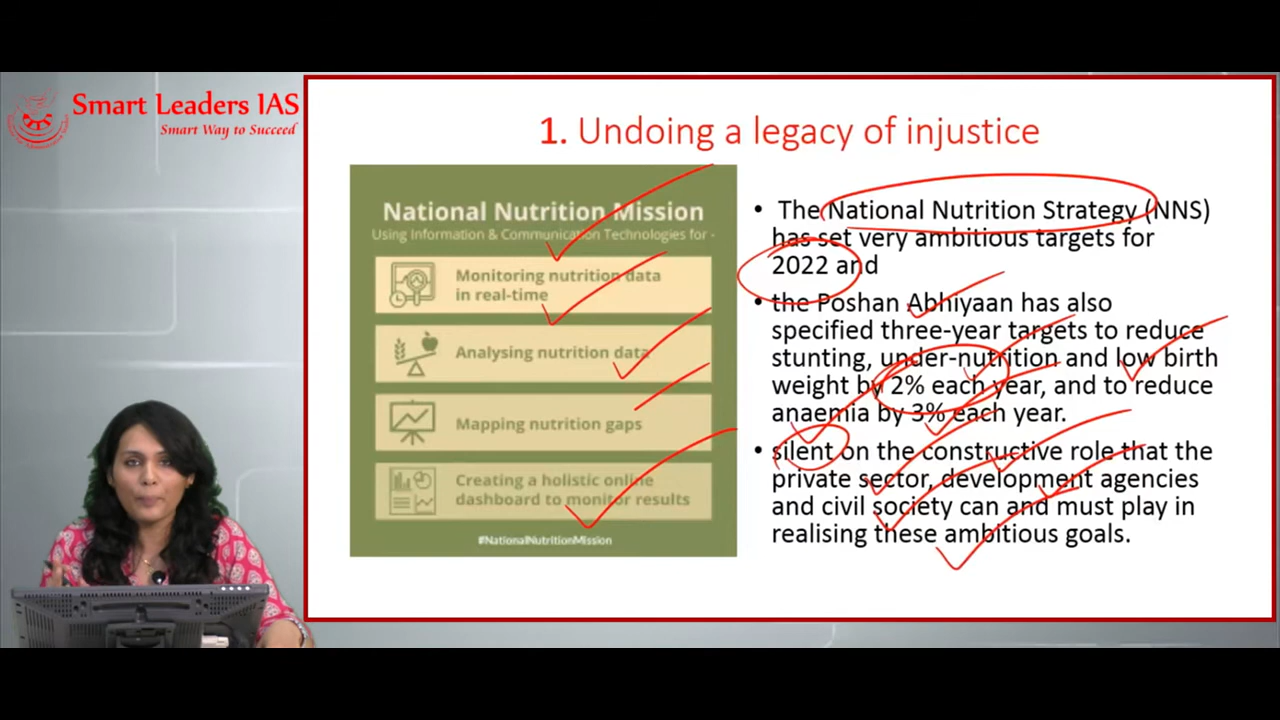 Smart Leaders IAS
Smart Way to Succeed
1. Undoing a legacy of injustice
National Nutrition Mission
Using Information & Communication Technologies for -
Monitoring nutrition data
in real-time
Analysing nutrition data
Mapping nutrition gaps
Creating a holistic online
dashboard to monitor results
#NationalNutritionMission
• The National Nutrition Strategy (NNS)
has set very ambitious targets for
2022 and
• the Poshan Abhiyaan has also
specified three-year targets to reduce
stunting, under-nutrition and low birth
weight by 2% each year, and to reduce
anaemia by 3% each year.
• silent on the constructive role that the
private sector, development agencies
and civil society can and must play in
realising these ambitious goals.